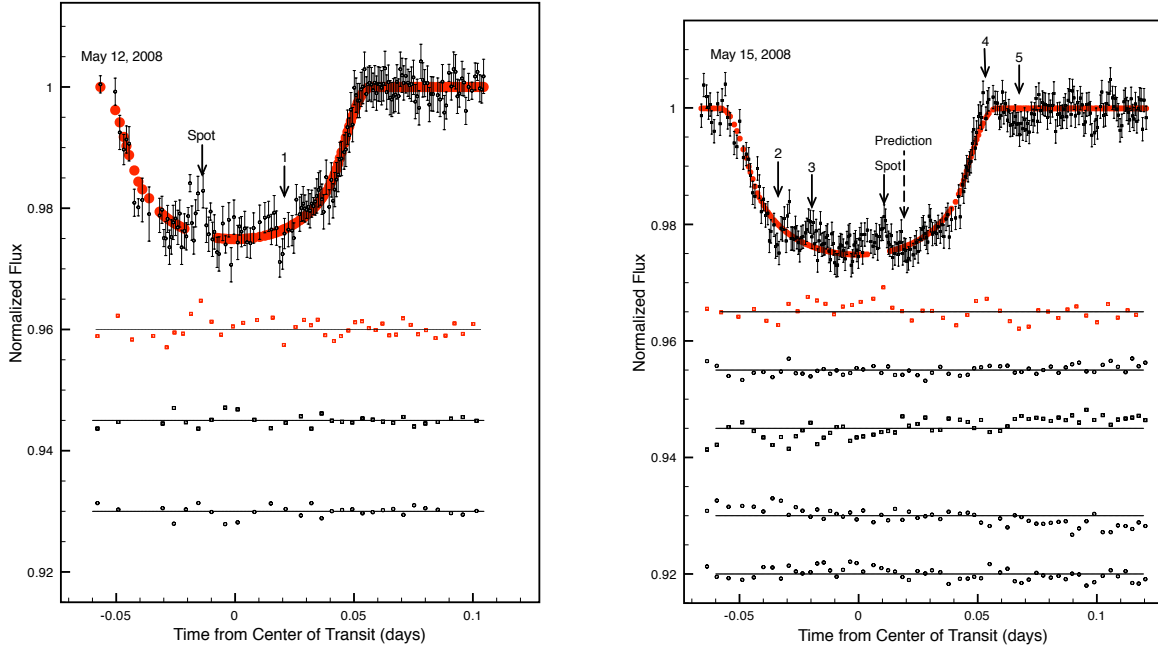 May 12, 2008
Spot
1
1
0.98
0.96
0.94
0.92
Normalized Flux
-0.05
0
0.05
0.1
Time from Center of Transit (days)
May 15, 2008
4
5
Prediction
2
3
Spot
1
0.98
0.96
0.94
0.92
Normalized Flux
-0.05
0
0.05
0.1
Time from Center of Transit (days)